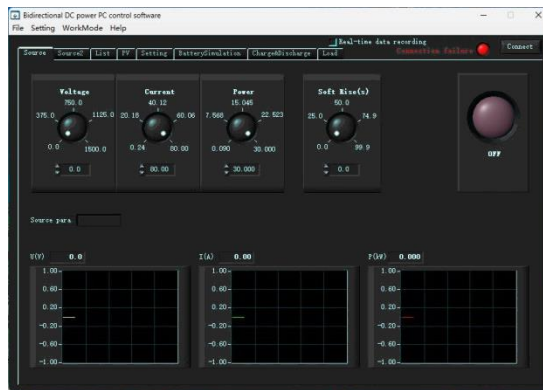 Bidirectional DC power PC control software
File Setting WorkMode Help
Real-time data recording
Connection Failure
Connect
Source Source2 List PV Setting BatterySimulation Charge&Discharge Load
Voltage Current Power Soft Rise(s)
750.0 40.12 15.045 50.0
375.0 1125.0 20.18 60.06 7.568 22.523 25.0 74.9
0.0 1500.0 0.24 80.00 0.090 30.000 0.0 99.9
OFF
0.0 80.00 30.000 0.0
Source para
U(V) 0.0 I(A) 0.00 P(kW) 0.000
1.00 1.00 1.00
0.60 0.60 0.60
0.20 0.20 0.20
-0.20 -0.20 -0.20
-0.60 -0.60 -0.60
-1.00 -1.00 -1.00